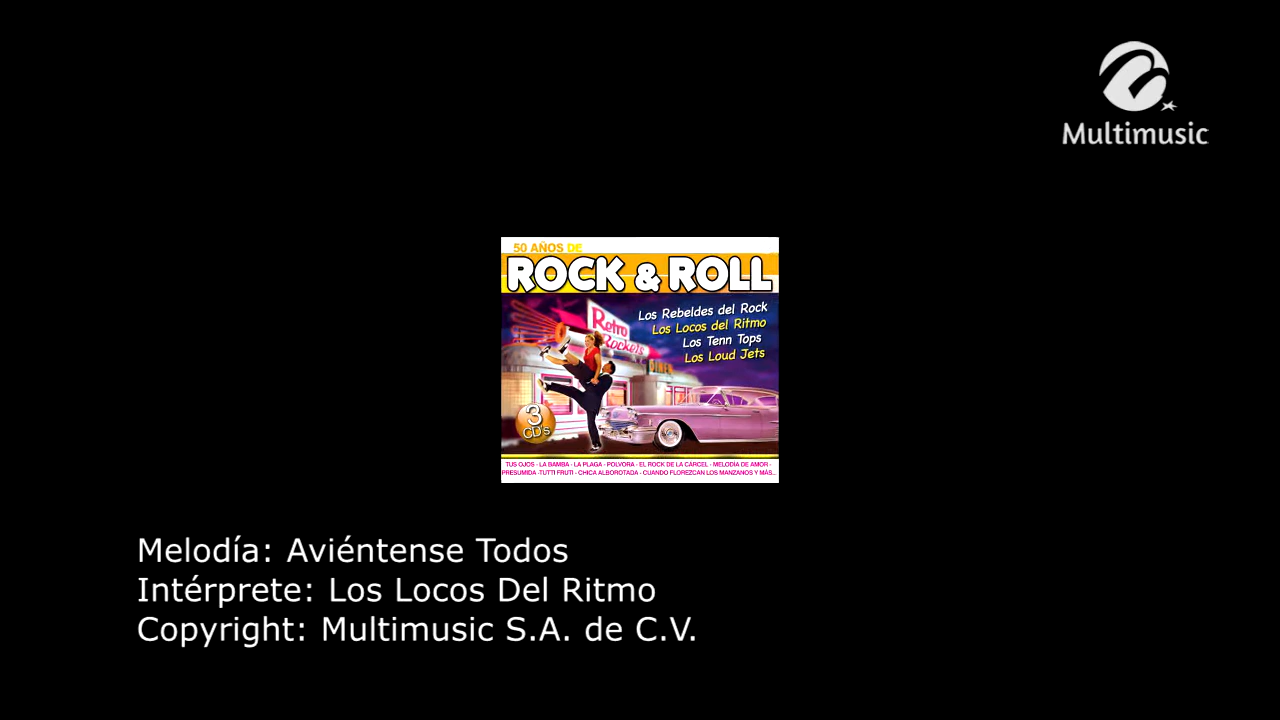 Multimusic
50 AÑOS DE
ROCK & ROLL
Los Rebeldes del Rock
Los Locos del Ritmo
Los Tenn Tops
Los Loud Jets
Retro
Rockets
DINER
3
CD's
TUS OJOS - LA BAMBA - LA PLAGA - POLVORA - EL ROCK DE LA CÁRCEL - MELODÍA DE AMOR -
PRESUMIDA -TUTTI FRUTI - CHICA ALBOROTADA - CUANDO FLOREZCAN LOS MANZANOS Y MÁS...
Melodía: Aviéntense Todos
Intérprete: Los Locos Del Ritmo
Copyright: Multimusic S.A. de C.V.